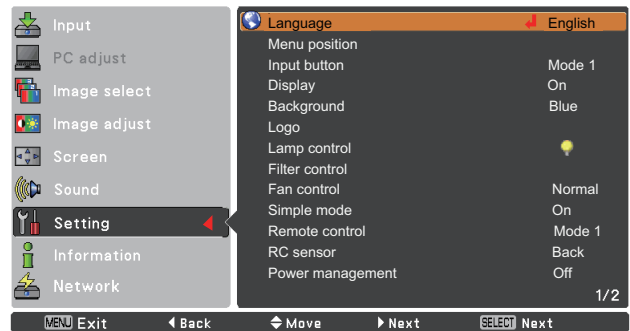 Input
PC adjust
Image select
Image adjust
Screen
Sound
Setting
Information
Network
Language English
Menu position
Input button Mode 1
Display On
Background Blue
Logo
Lamp control
Filter control
Fan control Normal
Simple mode On
Remote control Mode 1
RC sensor Back
Power management Off
1/2
MENU Exit Back Move Next SELECT Next